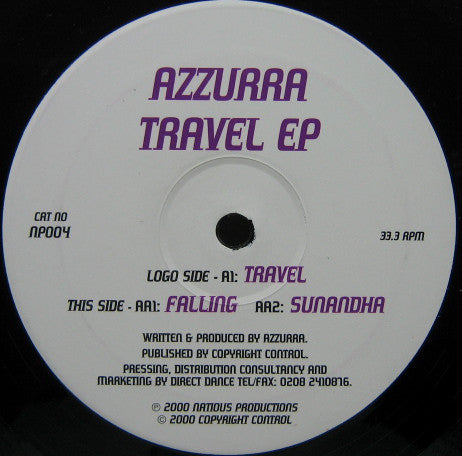 AZZURRA
TRAVEL EP
CAT NO
NP004
33.3 RPM
LOGO SIDE - A1: TRAVEL
THIS SIDE - AA1: FALLING AA2: SUNANDHA
WRITTEN & PRODUCED BY AZZURRA.
PUBLISHED BY COPYRIGHT CONTROL.
PRESSING, DISTRIBUTION CONSULTANCY AND
MARKETING BY DIRECT DANCE TEL/FAX: 0208 2410816.
℗ 2000 NATIOUS PRODUCTIONS
© 2000 COPYRIGHT CONTROL